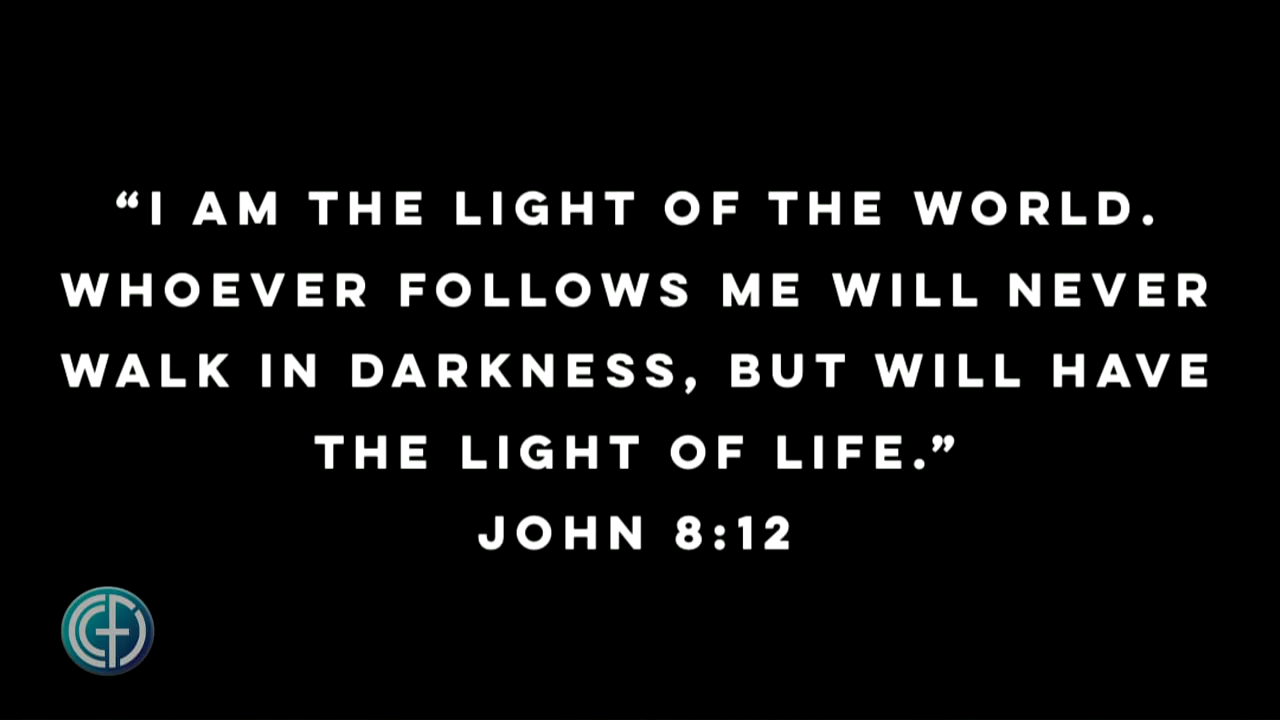 “I AM THE LIGHT OF THE WORLD.
WHOEVER FOLLOWS ME WILL NEVER
WALK IN DARKNESS, BUT WILL HAVE
THE LIGHT OF LIFE.”
JOHN 8:12